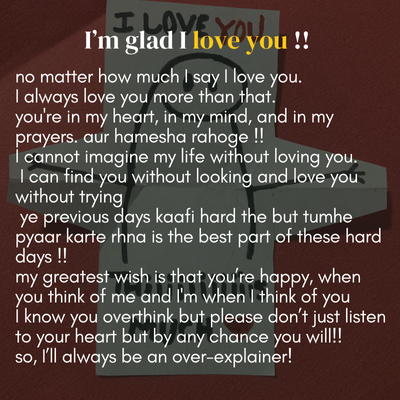 I LOVE YOU
I'm glad I love you !!
no matter how much I say I love you.
I always love you more than that.
you're in my heart, in my mind, and in my
prayers. aur hamesha rahoge !!
I cannot imagine my life without loving you.
I can find you without looking and love you
without trying
ye previous days kaafi hard the but tumhe
pyaar karte rhna is the best part of these hard
days !!
my greatest wish is that you're happy, when
you think of me and I'm when I think of you
I know you overthink but please don't just listen
to your heart but by any chance you will!!
so, I'll always be an over-explainer!